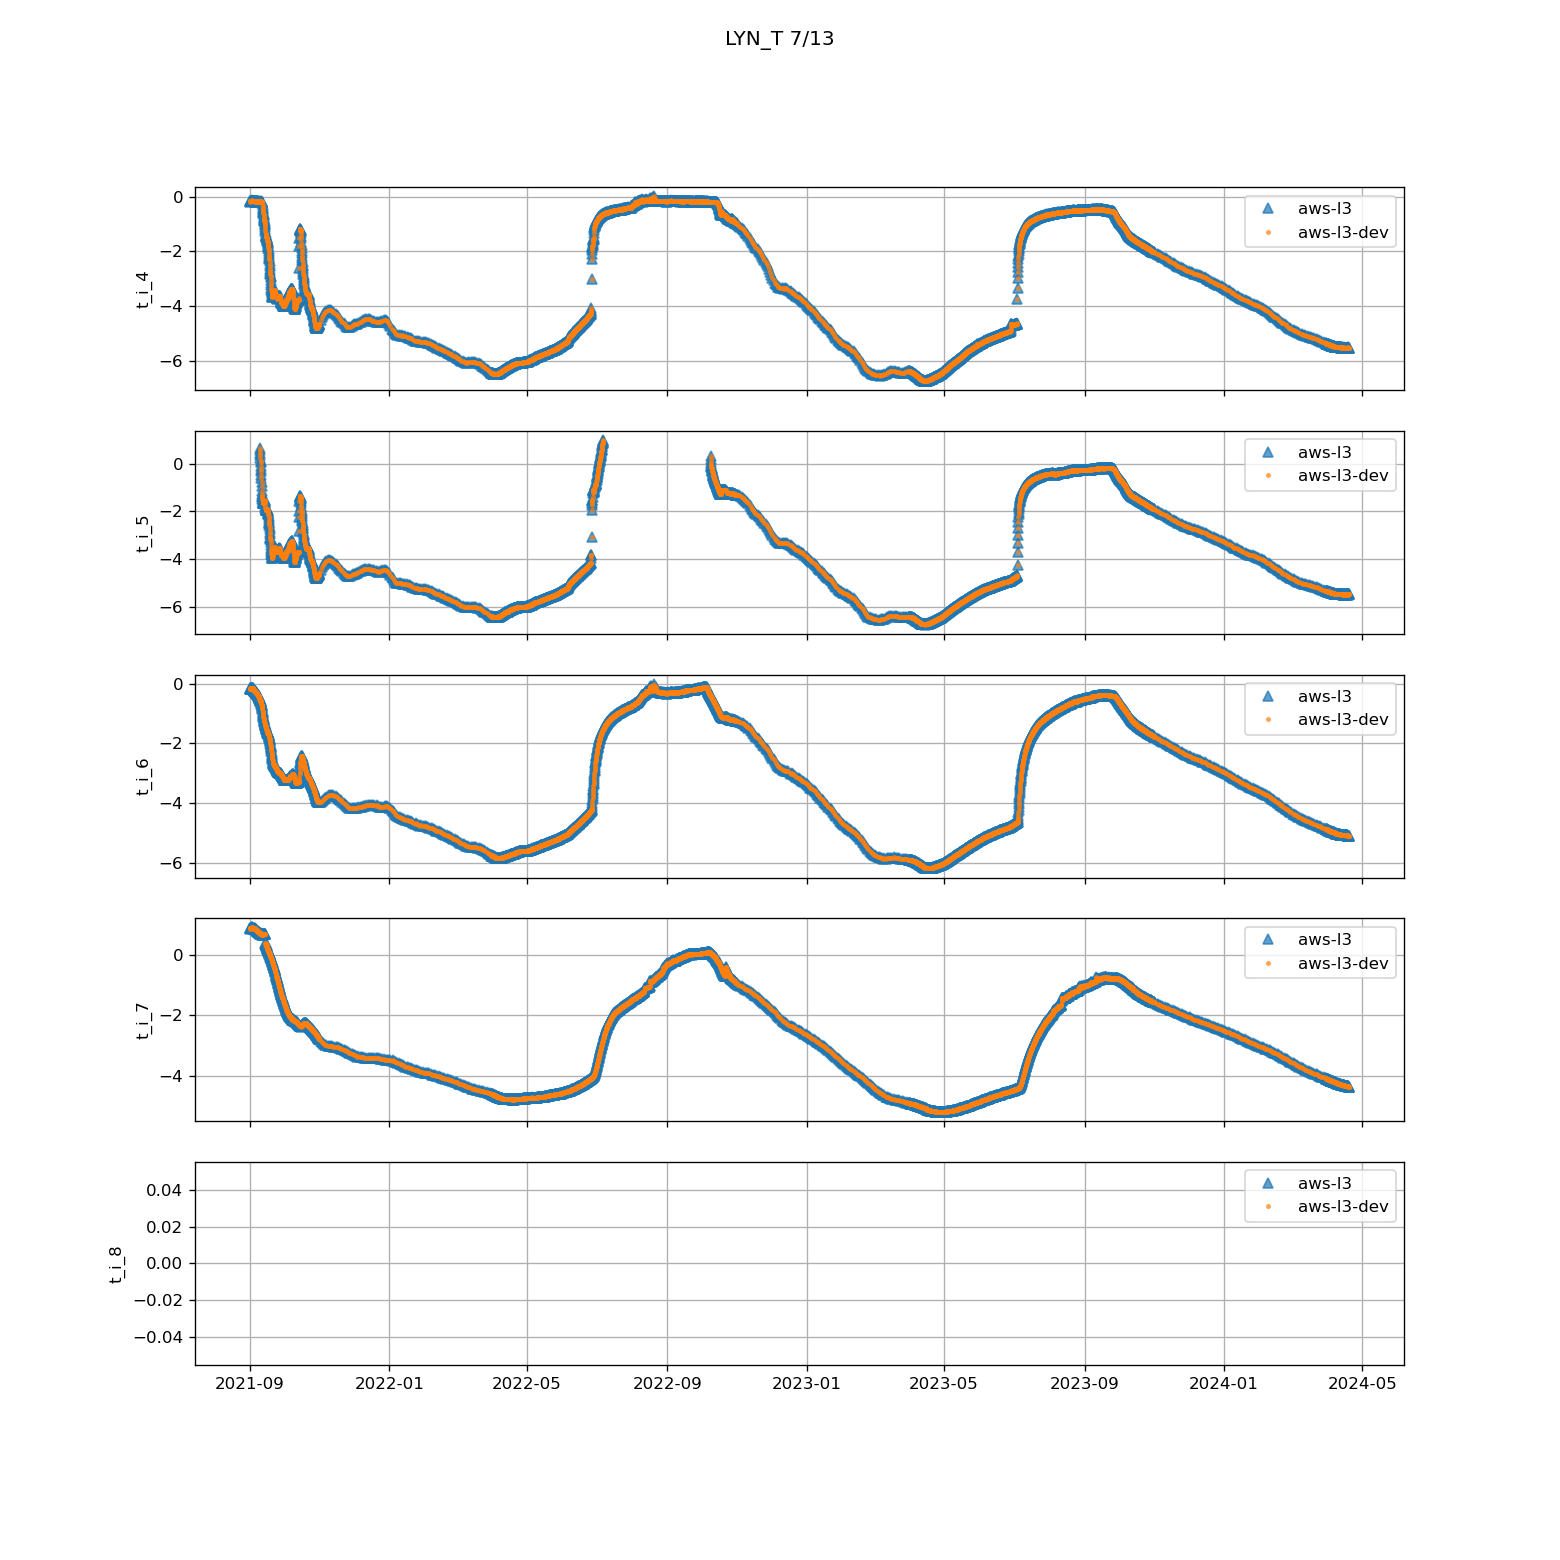 LYN_T 7/13
t_i_4
0
−2
−4
−6
aws-l3
aws-l3-dev
t_i_5
0
−2
−4
−6
aws-l3
aws-l3-dev
t_i_6
0
−2
−4
−6
aws-l3
aws-l3-dev
t_i_7
0
−2
−4
aws-l3
aws-l3-dev
t_i_8
0.04
0.02
0.00
−0.02
−0.04
aws-l3
aws-l3-dev
2021-09 2022-01 2022-05 2022-09 2023-01 2023-05 2023-09 2024-01 2024-05